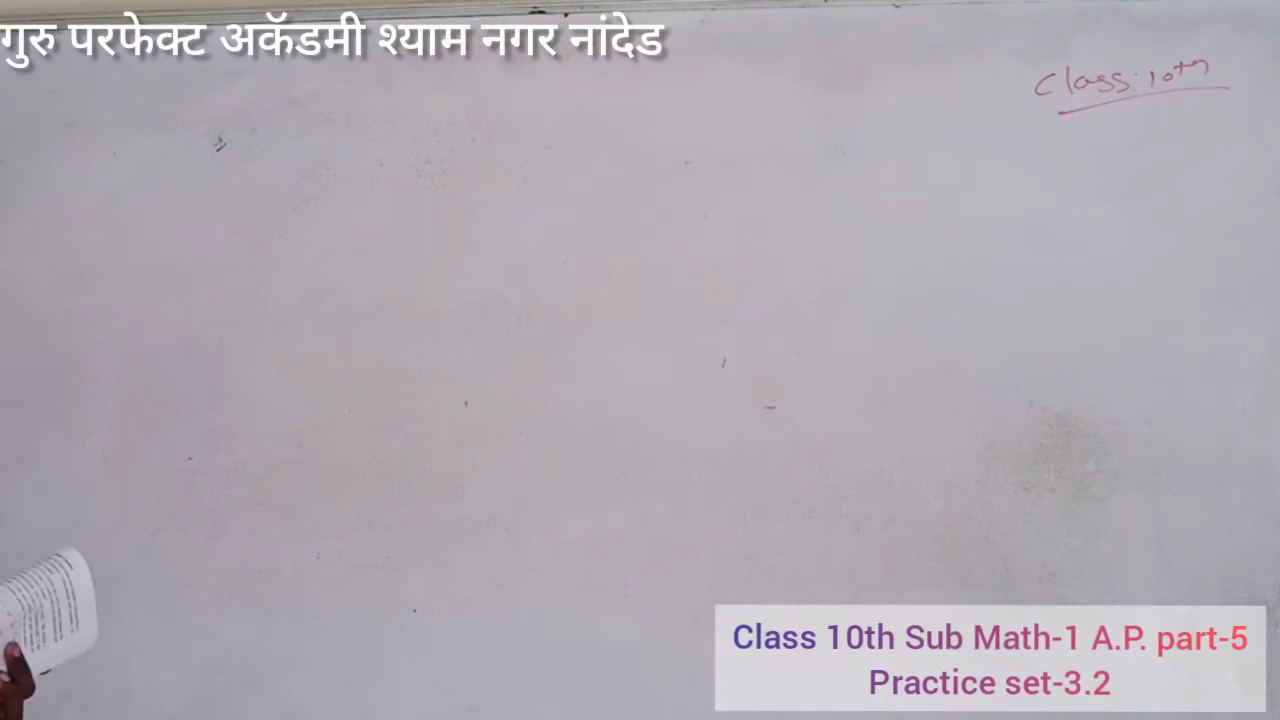 गुरु परफेक्ट अकॅडमी श्याम नगर नांदेड
Class:10th
Class 10th Sub Math-1 A.P. part-5
Practice set-3.2